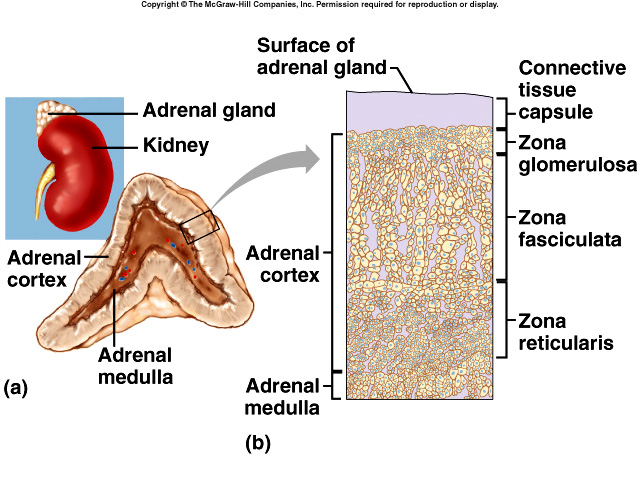 Copyright © The McGraw-Hill Companies, Inc. Permission required for reproduction or display.
Surface of
adrenal gland
Connective
tissue
capsule
Adrenal gland
Kidney
Zona
glomerulosa
Zona
fasciculata
Adrenal
cortex
Adrenal
cortex
Zona
reticularis
Adrenal
medulla
Adrenal
medulla
(a)
(b)